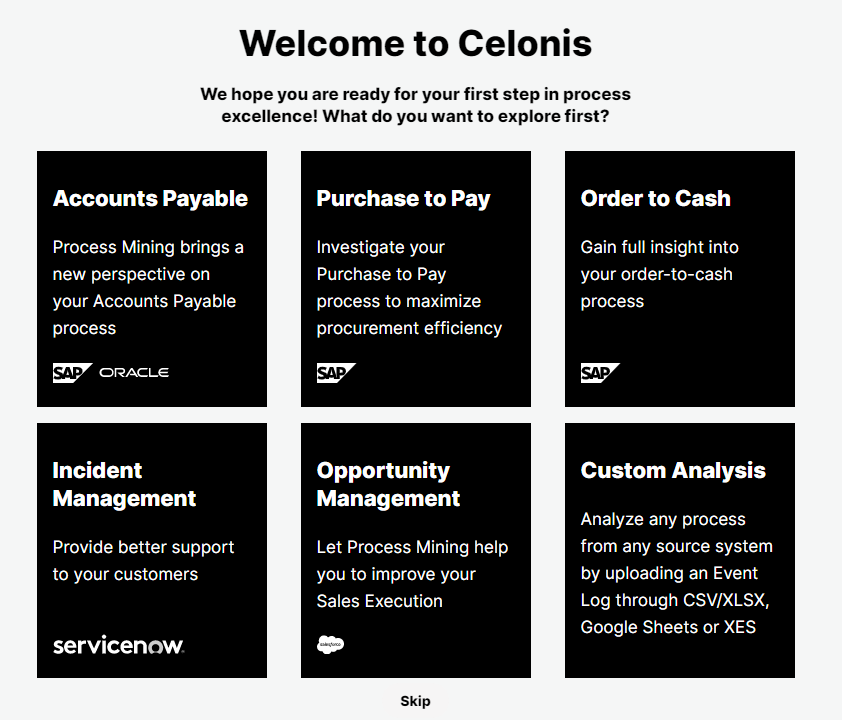 Welcome to Celonis
We hope you are ready for your first step in process
excellence! What do you want to explore first?
Accounts Payable
Process Mining brings a
new perspective on
your Accounts Payable
process
SAP ORACLE
Purchase to Pay
Investigate your
Purchase to Pay
process to maximize
procurement efficiency
SAP
Order to Cash
Gain full insight into
your order-to-cash
process
SAP
Incident
Management
Provide better support
to your customers
servicenow
Opportunity
Management
Let Process Mining help
you to improve your
Sales Execution
salesforce
Custom Analysis
Analyze any process
from any source system
by uploading an Event
Log through CSV/XLSX,
Google Sheets or XES
Skip